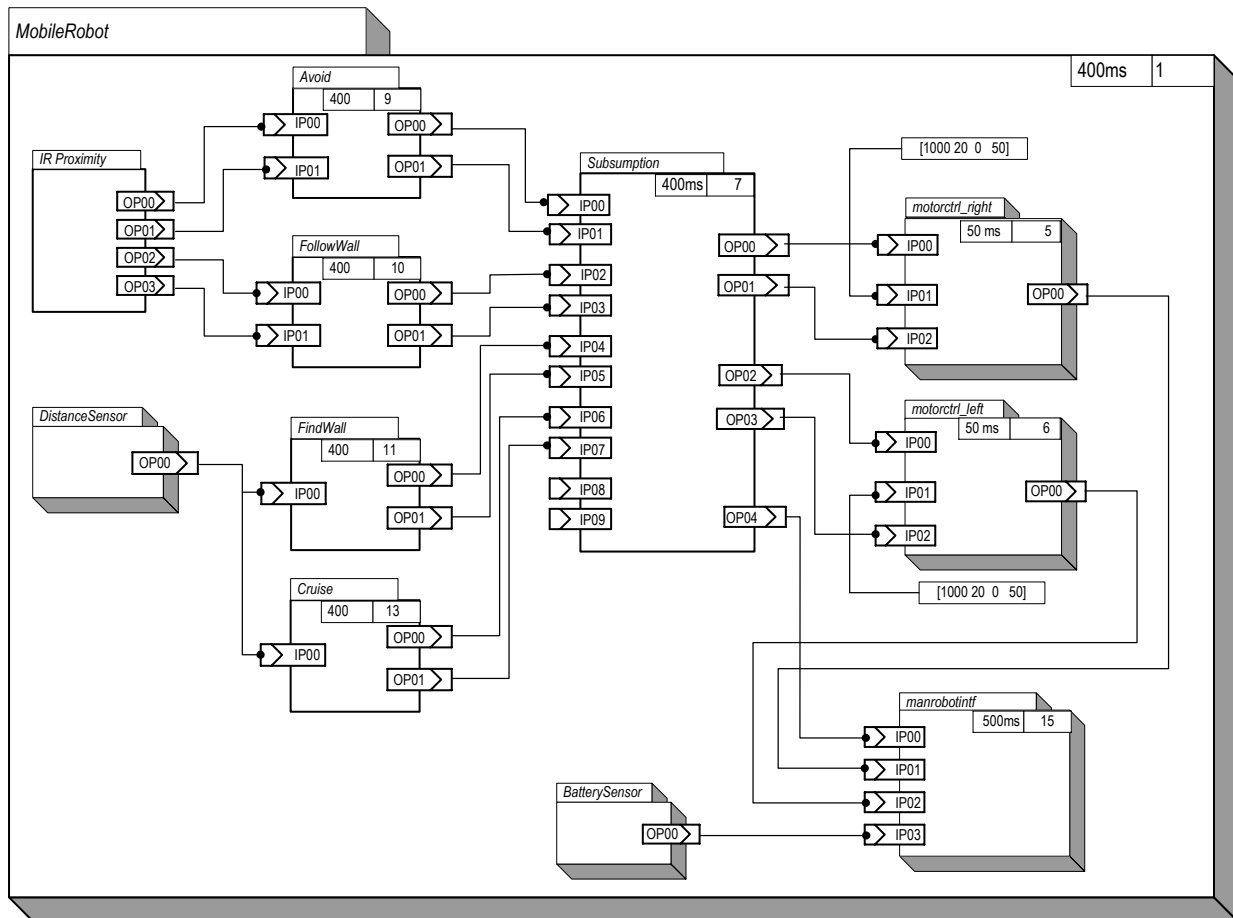 MobileRobot
400ms 1
IR Proximity
OP00
OP01
OP02
OP03
DistanceSensor
OP00
Avoid
400 9
IP00 OP00
IP01 OP01
FollowWall
400 10
IP00 OP00
IP01 OP01
FindWall
400 11
IP00 OP00
OP01
Cruise
400 13
IP00 OP00
OP01
Subsumption
400ms 7
IP00
IP01
IP02
IP03
IP04
IP05
IP06
IP07
IP08
IP09
OP00
OP01
OP02
OP03
OP04
[1000 20 0 50]
motorctrl_right
50 ms 5
IP00
IP01 OP00
IP02
motorctrl_left
50 ms 6
IP00
IP01 OP00
IP02
[1000 20 0 50]
manrobotintf
500ms 15
IP00
IP01
IP02
IP03
BatterySensor
OP00